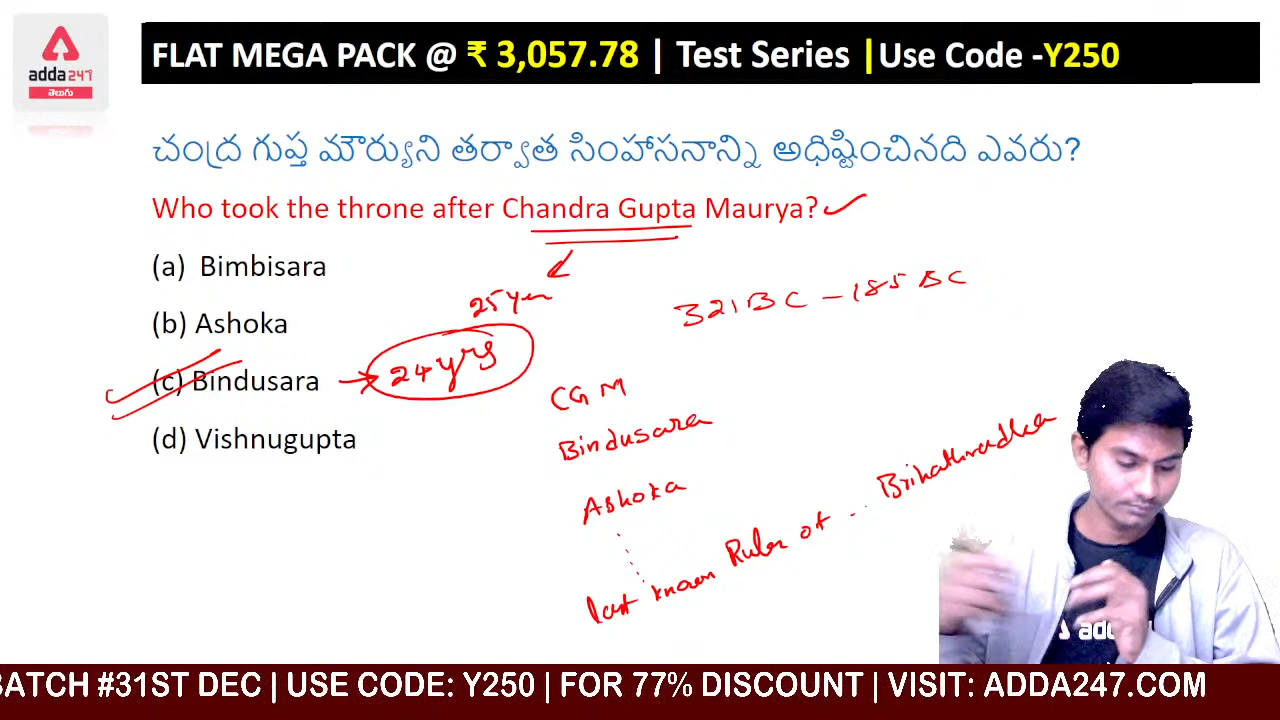 FLAT MEGA PACK @ ₹ 3,057.78 | Test Series | Use Code -Y250
adda247
తెలుగు
చంద్ర గుప్త మౌర్యుని తర్వాత సింహాసనాన్ని అధిష్టించినది ఎవరు?
Who took the throne after Chandra Gupta Maurya?
(a) Bimbisara
(b) Ashoka
(c) Bindusara
(d) Vishnugupta
25 Year
24 yrs
321 BC – 185 BC
CGM
Bindusara
Ashoka
last known Ruler of .. Brihathradha
BATCH #31ST DEC | USE CODE: Y250 | FOR 77% DISCOUNT | VISIT: ADDA247.COM